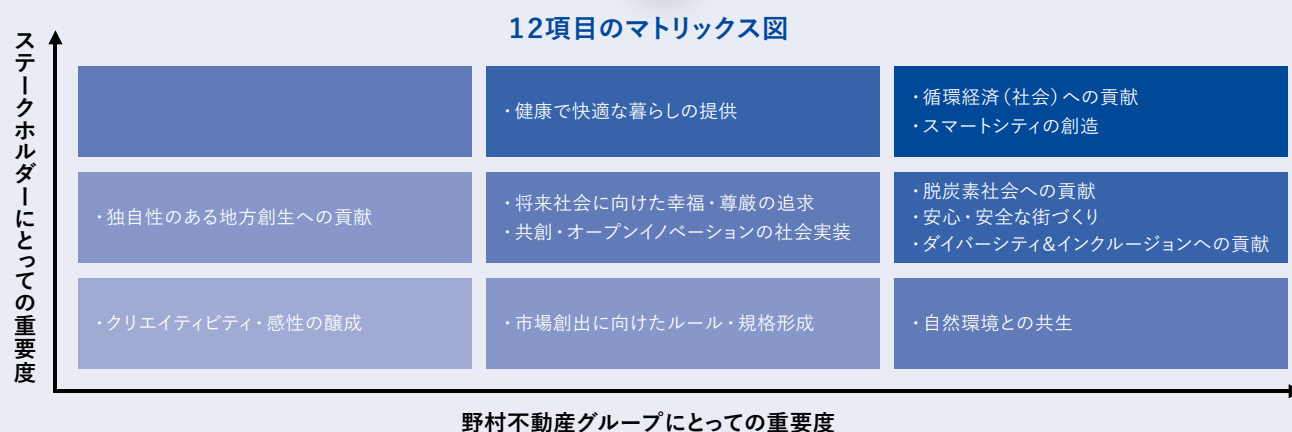 12項目のマトリックス図
ステークホルダーにとっての重要度
・健康で快適な暮らしの提供
・循環経済(社会)への貢献
・スマートシティの創造
・独自性のある地方創生への貢献
・将来社会に向けた幸福・尊厳の追求
・共創・オープンイノベーションの社会実装
・脱炭素社会への貢献
・安心・安全な街づくり
・ダイバーシティ&インクルージョンへの貢献
・クリエイティビティ・感性の醸成
・市場創出に向けたルール・規格形成
・自然環境との共生
野村不動産グループにとっての重要度